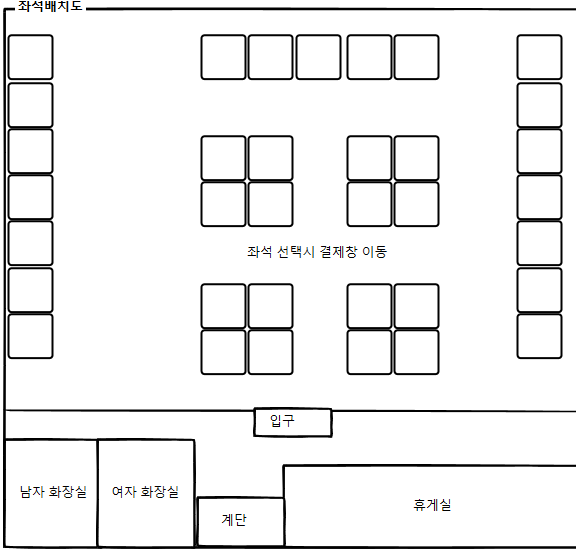 좌석배치도
좌석 선택시 결제창 이동
입구
남자 화장실
여자 화장실
휴게실
계단